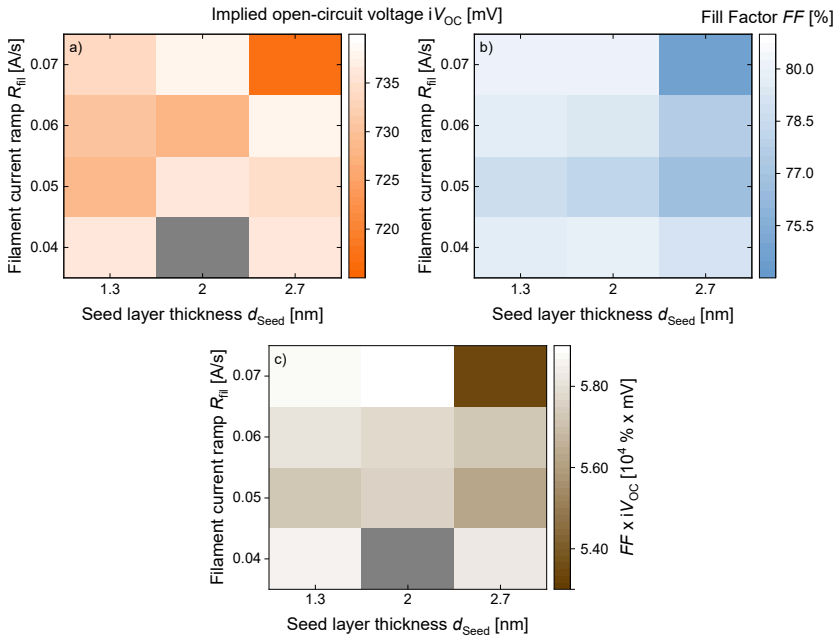 Implied open-circuit voltage iV_OC [mV]
Fill Factor FF [%]
a)
Filament current ramp R_fil [A/s]
0.07
0.06
0.05
0.04
1.3
2
2.7
Seed layer thickness d_Seed [nm]
735
730
725
720
b)
Filament current ramp R_fil [A/s]
0.07
0.06
0.05
0.04
1.3
2
2.7
Seed layer thickness d_Seed [nm]
80.0
78.5
77.0
75.5
c)
Filament current ramp R_fil [A/s]
0.07
0.06
0.05
0.04
1.3
2
2.7
Seed layer thickness d_Seed [nm]
5.80
5.60
5.40
FF x iV_OC [10^4 % x mV]